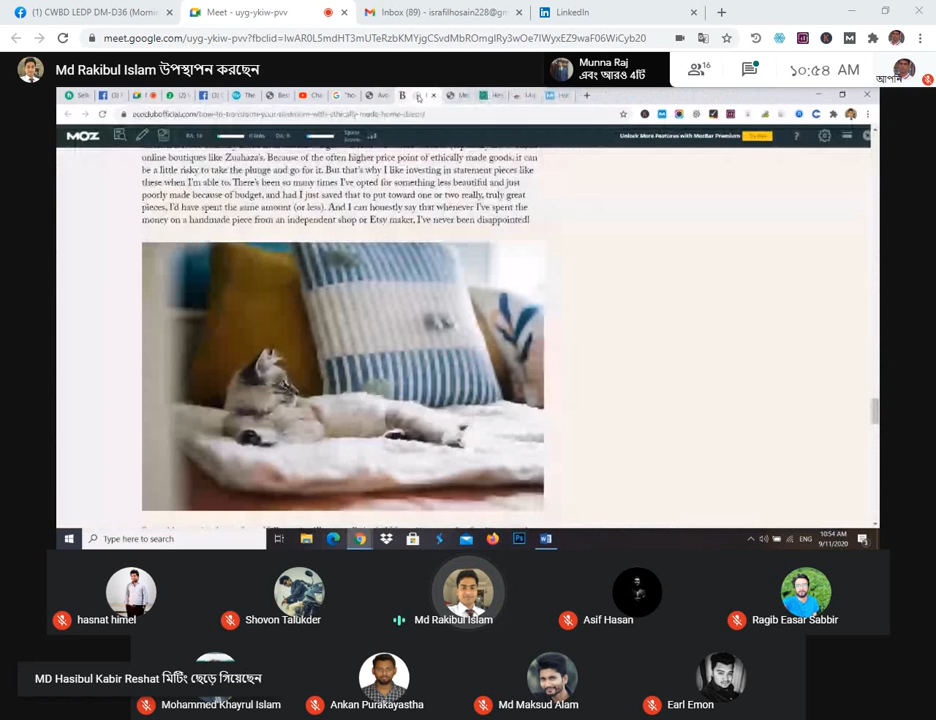 (1) CWBD LEDP DM-D36 (Morni
Meet - uyg-ykiw-pvv
Inbox (89) - israfilhosain228@gm
LinkedIn
meet.google.com/uyg-ykiw-pvv?fbclid=IwAR0L5mdHT3mUTeRzbKMYjgCSvdMbROmgIRy3wOe7IWyxEZ9waF06WiCyb20
Md Rakibul Islam উপস্থাপন করছেন
Munna Raj
এবং আরও 4টি
16
১০:৫৪ AM
আপনি
MOZ
Unlock More Features with MozBar Premium
online boutiques like Zuahaza's. Because of the often higher price point of ethically made goods, it can
be a little risky to take the plunge and go for it. But that's why I like investing in statement pieces like
these when I'm able to. There's been so many times I've opted for something less beautiful and just
poorly made because of budget, and had I just saved that to put toward one or two really, truly great
pieces, I'd have spent the same amount (or less). And I can honestly say that whenever I've spent the
money on a handmade piece from an independent shop or Etsy maker, I've never been disappointed!
Type here to search
ENG
10:54 AM
9/11/2020
hasnat himel
Shovon Talukder
Md Rakibul Islam
Asif Hasan
Ragib Easar Sabbir
MD Hasibul Kabir Reshat মিটিং ছেড়ে গিয়েছেন
Mohammed Khayrul Islam
Ankan Purakayastha
Md Maksud Alam
Earl Emon